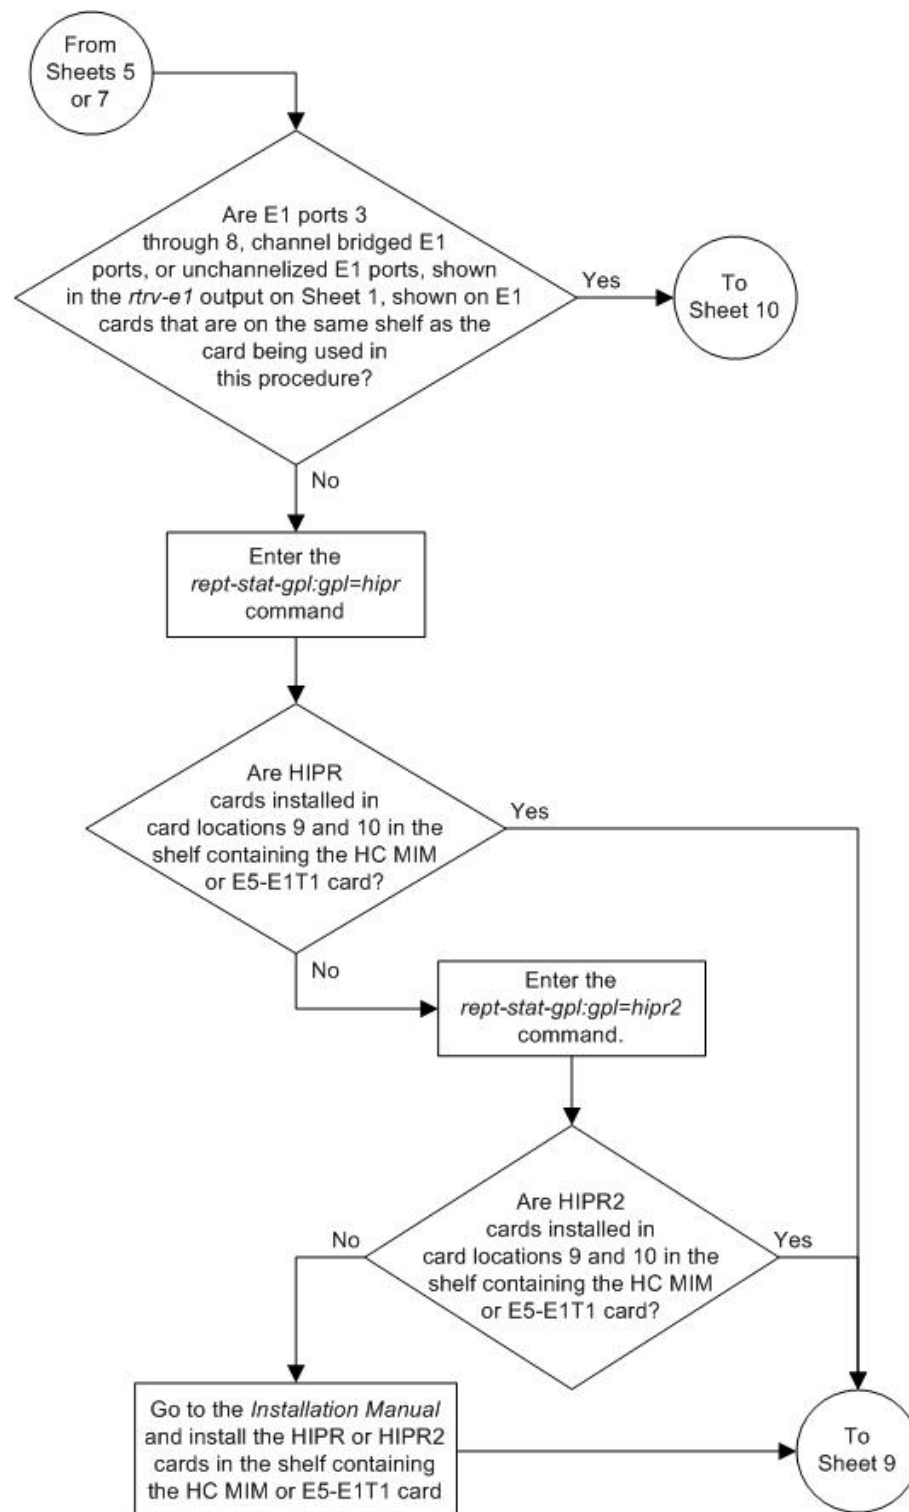 From
Sheets 5
or 7
Are E1 ports 3
through 8, channel bridged E1
ports, or unchannelized E1 ports, shown
in the rtrv-e1 output on Sheet 1, shown on E1
cards that are on the same shelf as the
card being used in
this procedure?
Yes
To
Sheet 10
No
Enter the
rept-stat-gpl:gpl=hipr
command
Are HIPR
cards installed in
card locations 9 and 10 in the
shelf containing the HC MIM
or E5-E1T1 card?
Yes
No
Enter the
rept-stat-gpl:gpl=hipr2
command.
Are HIPR2
cards installed in
card locations 9 and 10 in the
shelf containing the HC MIM
or E5-E1T1 card?
No
Yes
Go to the Installation Manual
and install the HIPR or HIPR2
cards in the shelf containing
the HC MIM or E5-E1T1 card
To
Sheet 9